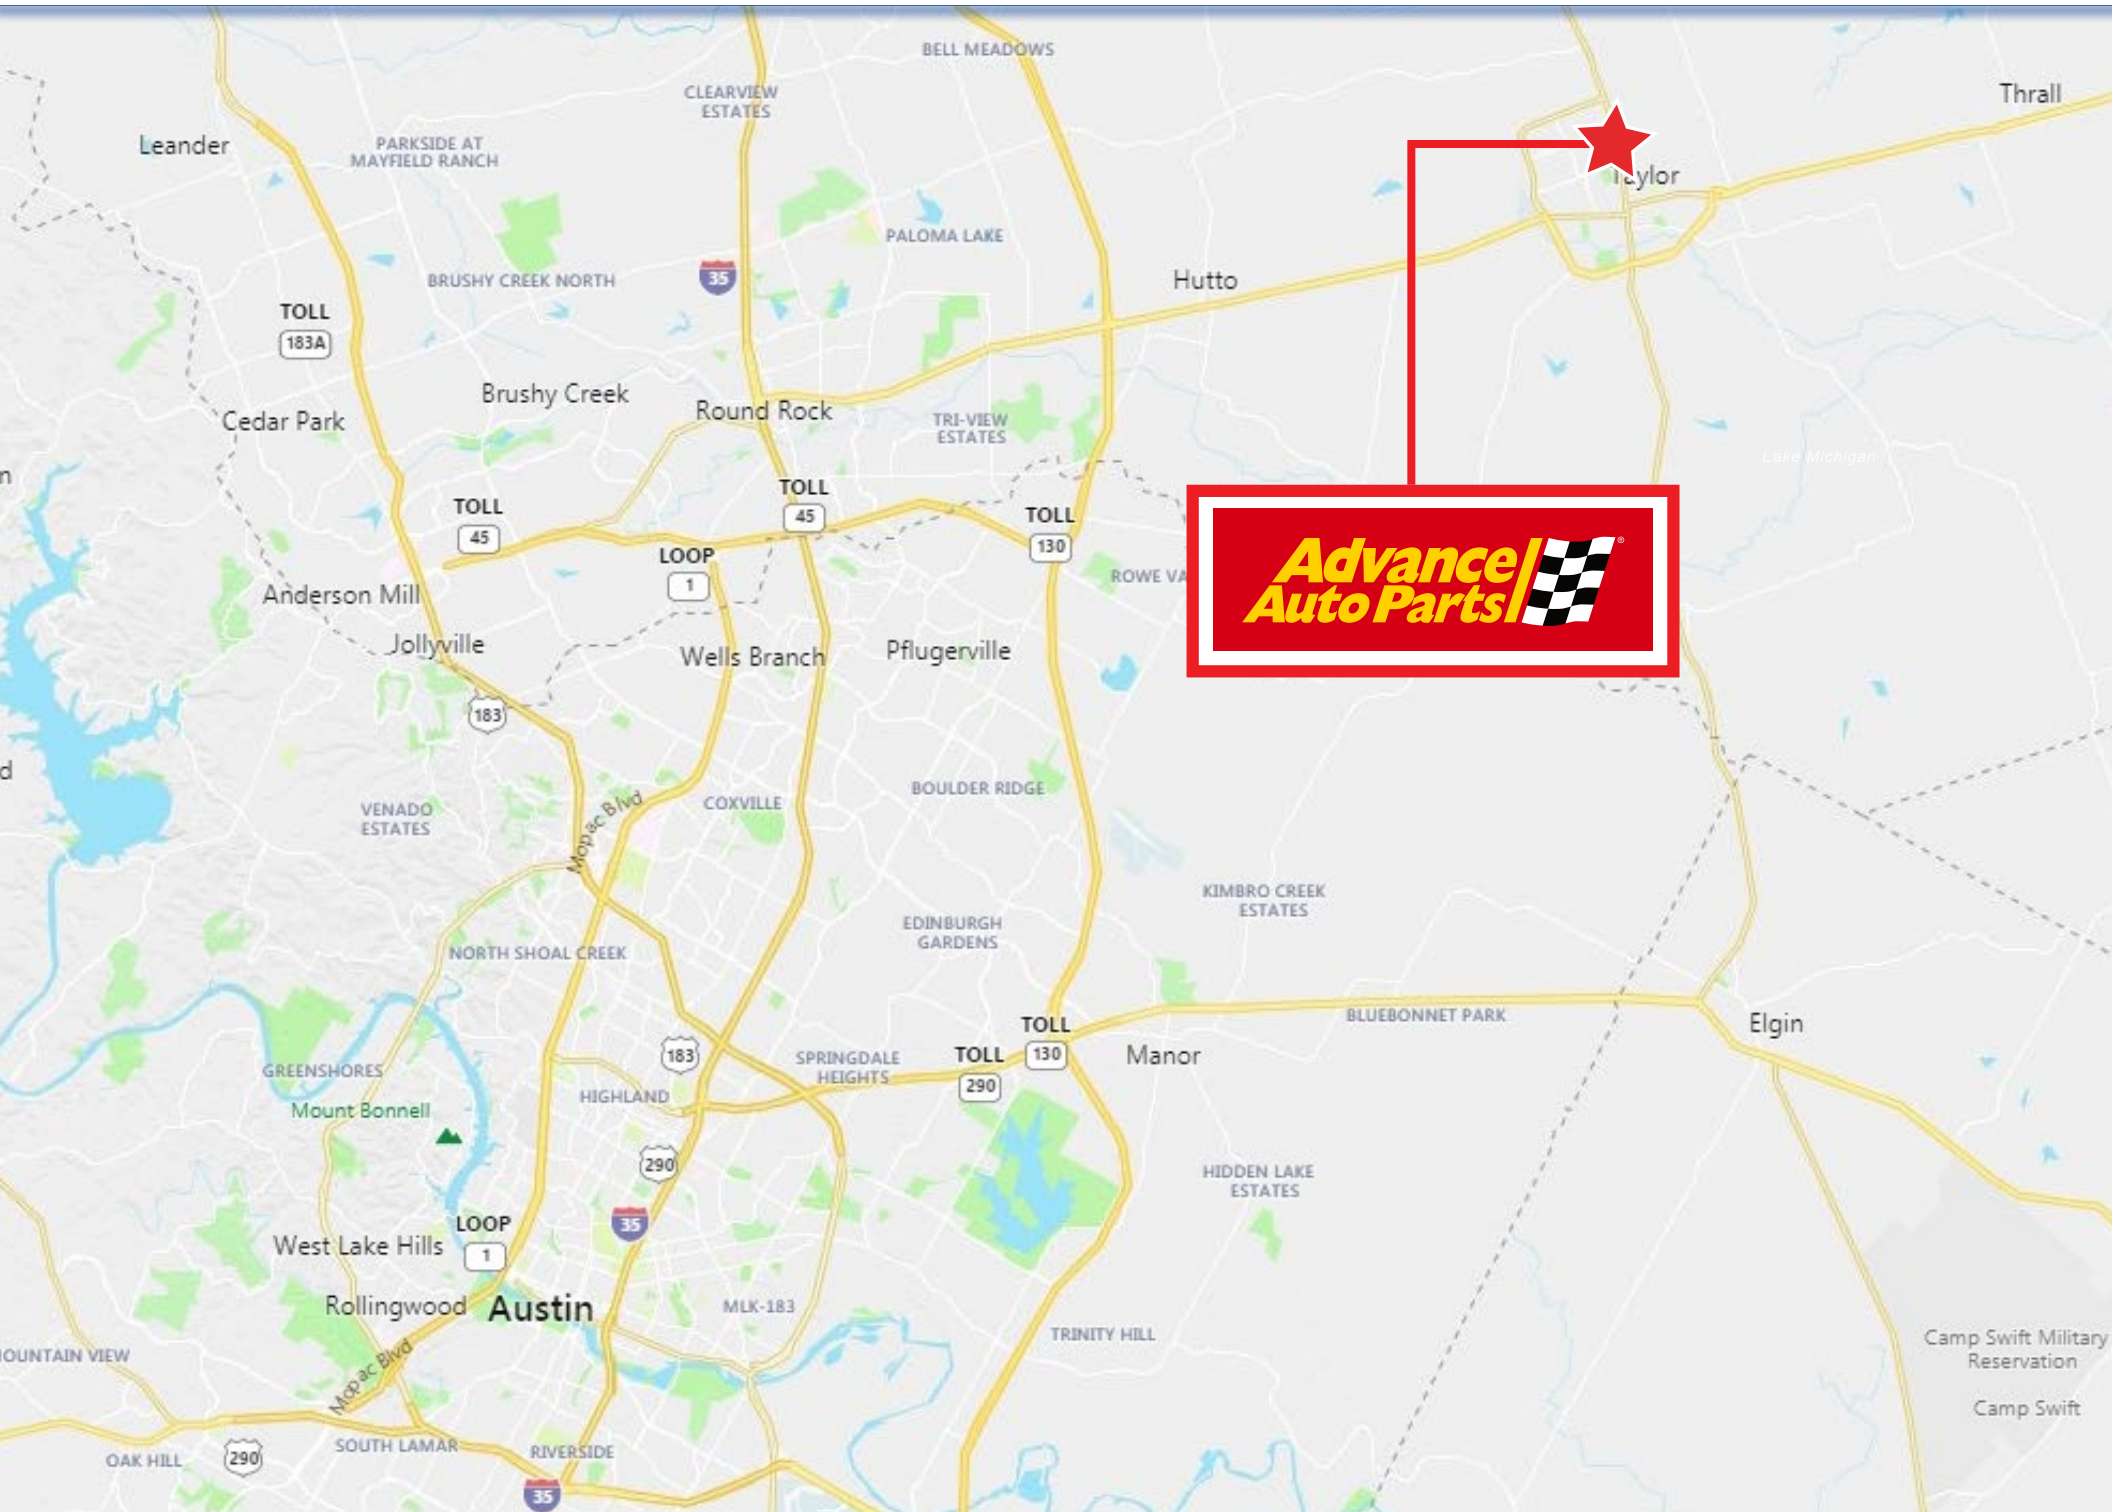 BELL MEADOWS
Thrall
CLEARVIEW
ESTATES
Leander
PARKSIDE AT
MAYFIELD RANCH
Taylor
PALOMA LAKE
BRUSHY CREEK NORTH
35
Hutto
TOLL
183A
Brushy Creek
Round Rock
Cedar Park
TRI-VIEW
ESTATES
Lake Michigan
n
TOLL
45
TOLL
45
TOLL
130
LOOP
1
ROWE VA
Advance
Auto Parts
®
Anderson Mill
Jollyville
Wells Branch
Pflugerville
183
d
BOULDER RIDGE
VENADO
ESTATES
Mopac Blvd
COXVILLE
KIMBRO CREEK
ESTATES
EDINBURGH
GARDENS
NORTH SHOAL CREEK
BLUEBONNET PARK
Elgin
TOLL
130
Manor
TOLL
290
183
SPRINGDALE
HEIGHTS
GREENSHORES
HIGHLAND
Mount Bonnell
290
HIDDEN LAKE
ESTATES
LOOP
1
35
West Lake Hills
Rollingwood
Austin
MLK-183
TRINITY HILL
OUNTAIN VIEW
Mopac Blvd
Camp Swift Military
Reservation
Camp Swift
SOUTH LAMAR
RIVERSIDE
OAK HILL
290
35